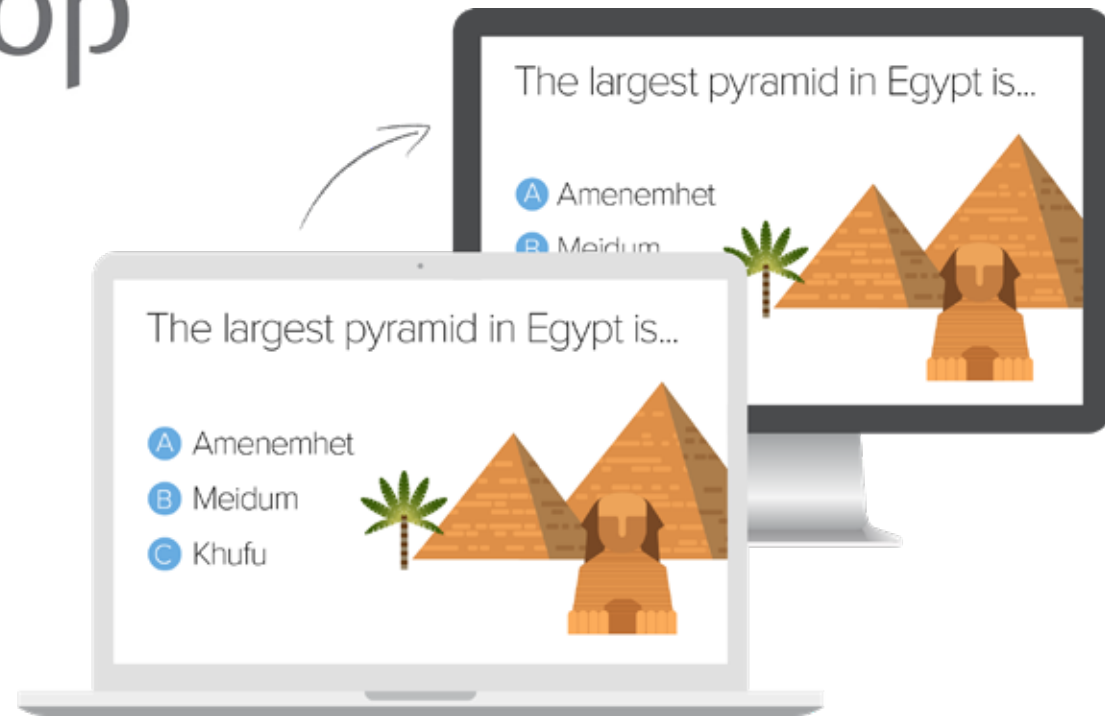 op
The largest pyramid in Egypt is...
A Amenemhet
B Meidum
The largest pyramid in Egypt is...
A Amenemhet
B Meidum
C Khufu